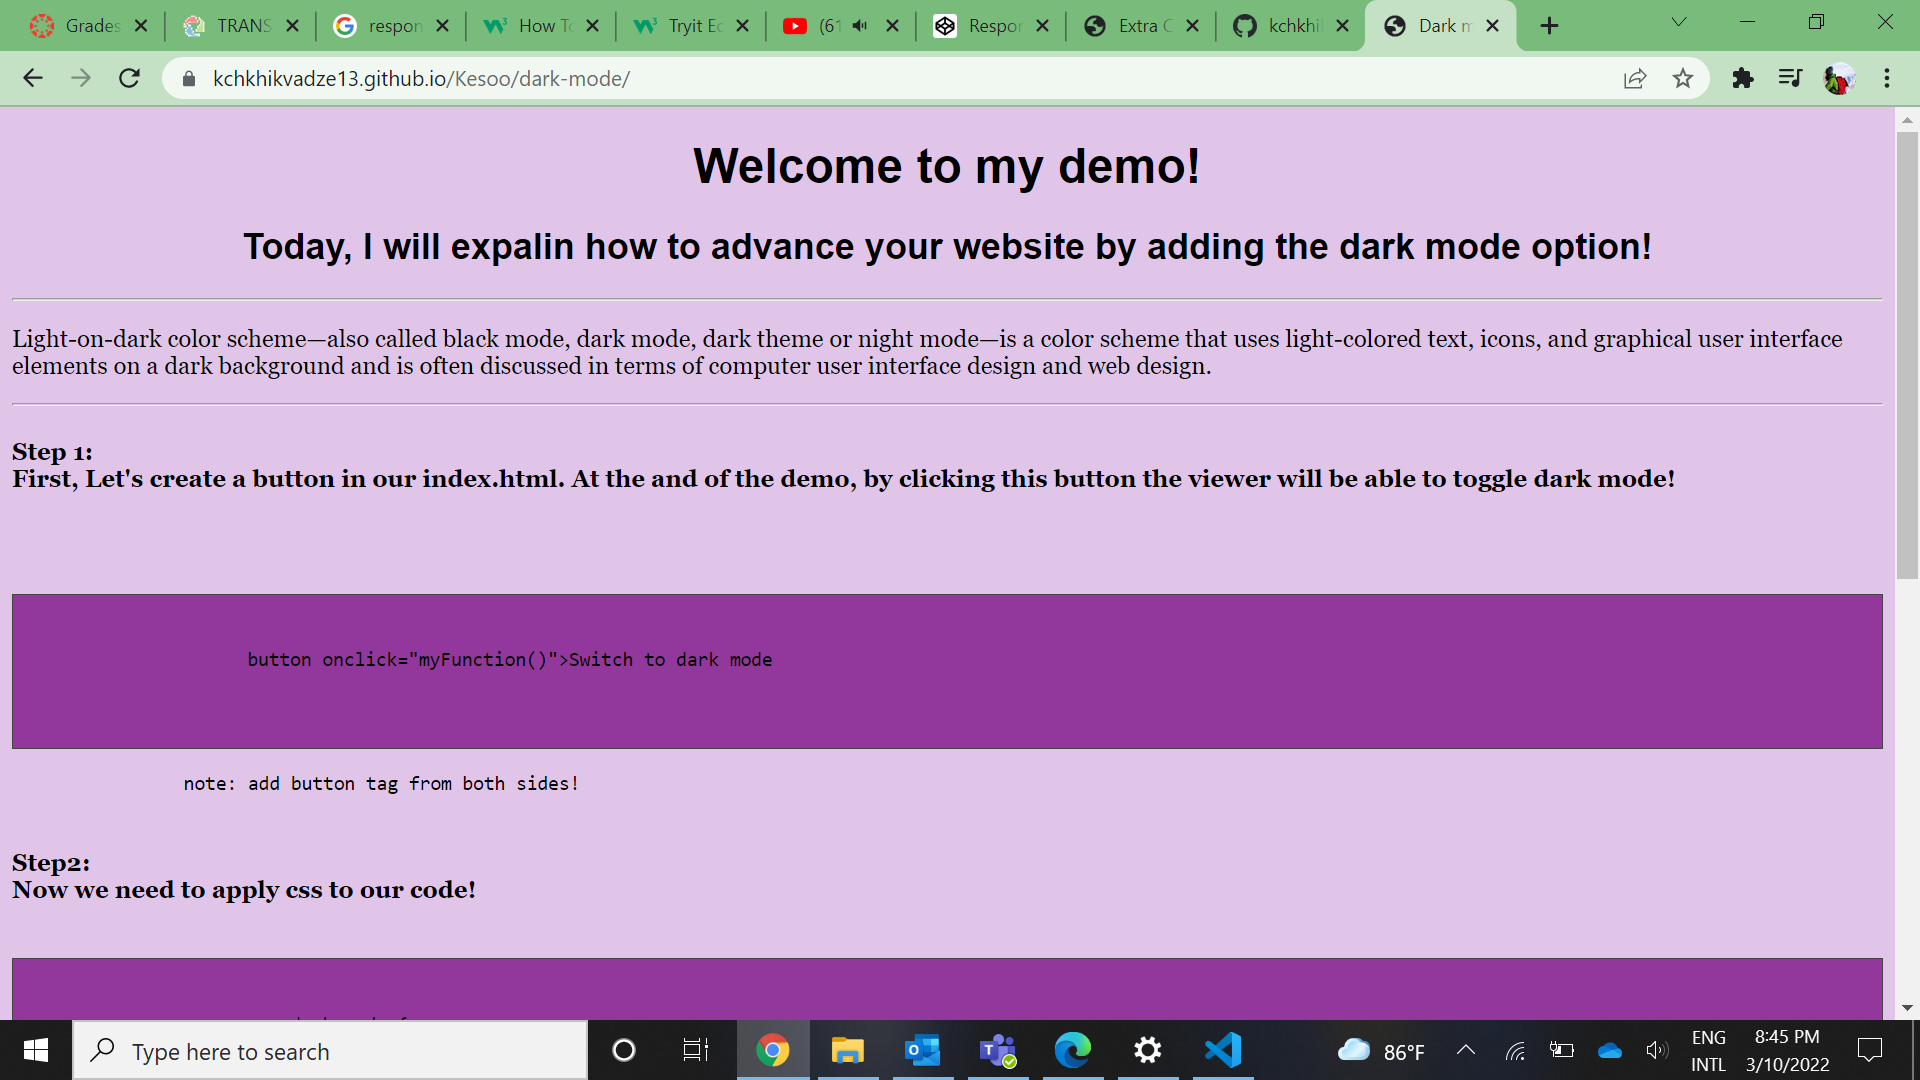 Grades
TRANS
respon
How To
Tryit Ed
(61
Respor
Extra C
kchkhi
Dark m
kchkhikvadze13.github.io/Kesoo/dark-mode/
Welcome to my demo!
Today, I will expalin how to advance your website by adding the dark mode option!
Light-on-dark color scheme—also called black mode, dark mode, dark theme or night mode—is a color scheme that uses light-colored text, icons, and graphical user interface
elements on a dark background and is often discussed in terms of computer user interface design and web design.
Step 1:
First, Let's create a button in our index.html. At the and of the demo, by clicking this button the viewer will be able to toggle dark mode!
button onclick="myFunction()">Switch to dark mode
note: add button tag from both sides!
Step2:
Now we need to apply css to our code!
Type here to search
86°F
ENG
INTL
8:45 PM
3/10/2022